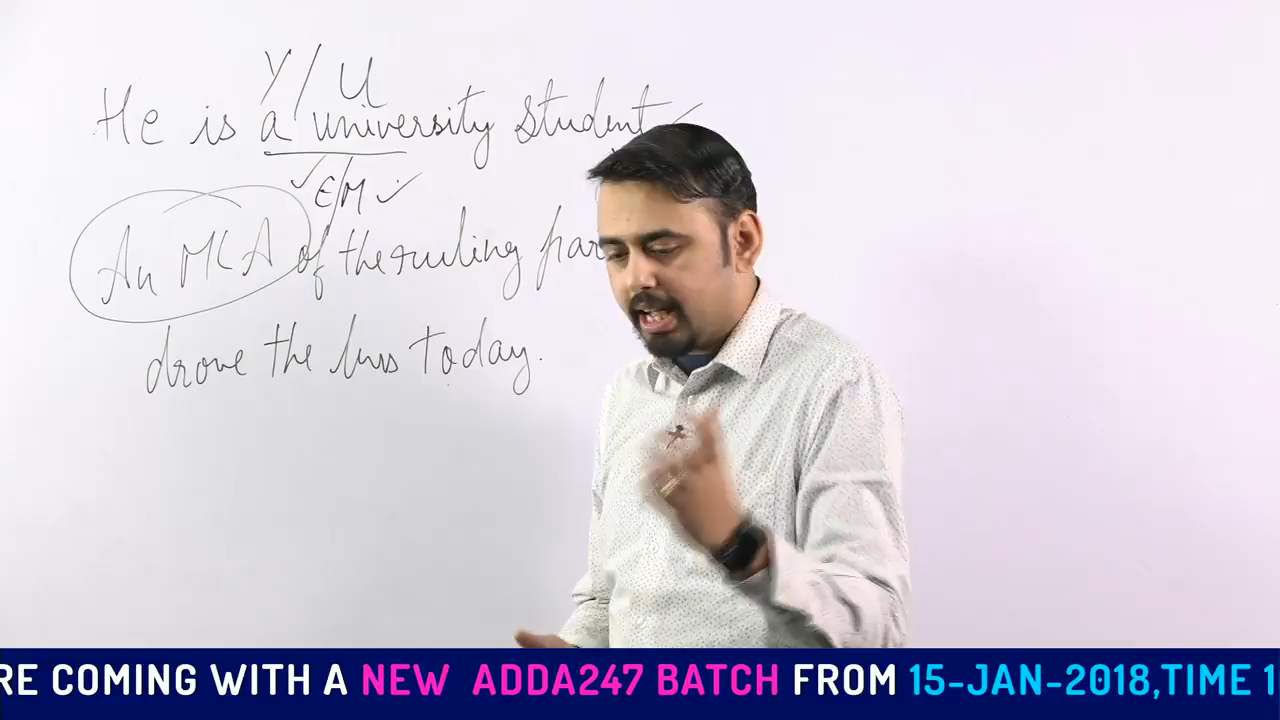 Y/U
He is a university Student
E/M
An MLA of the ruling par
drove the bus today.
RE COMING WITH A NEW ADDA247 BATCH FROM 15-JAN-2018,TIME 1